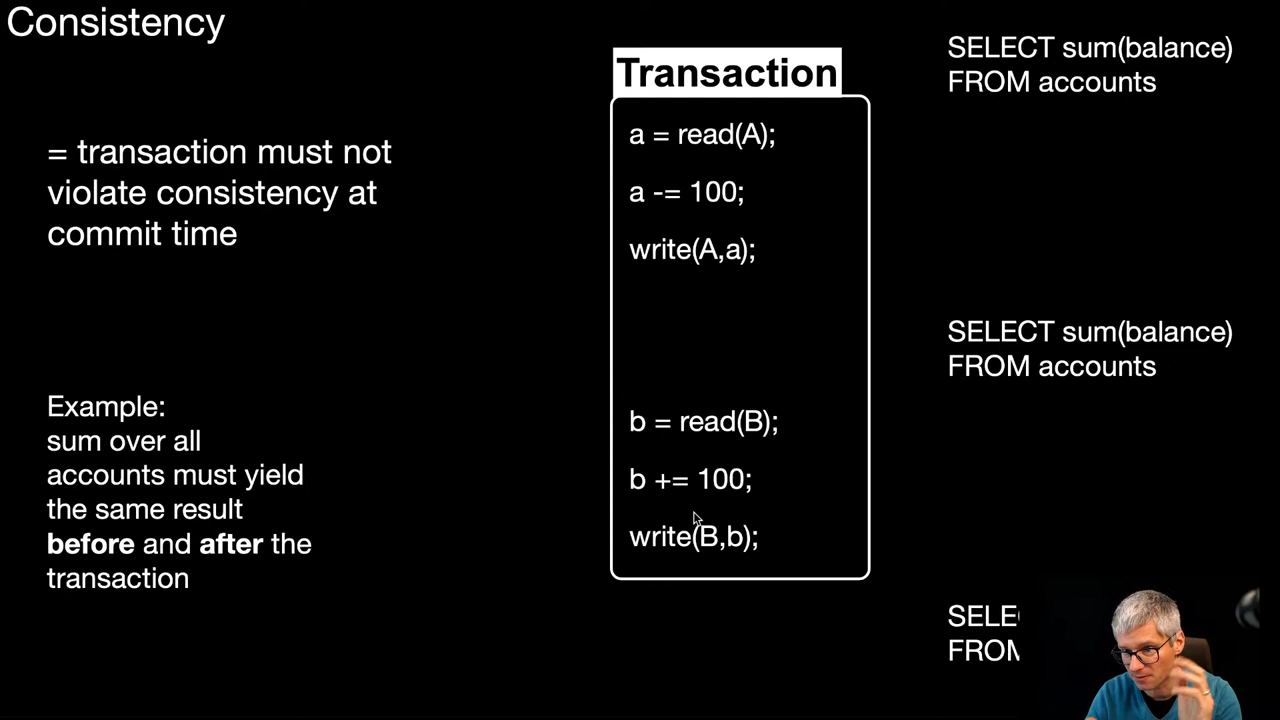 Consistency
= transaction must not
violate consistency at
commit time
Example:
sum over all
accounts must yield
the same result
before and after the
transaction
Transaction
a = read(A);
a -= 100;
write(A,a);
b = read(B);
b += 100;
write(B,b);
SELECT sum(balance)
FROM accounts
SELECT sum(balance)
FROM accounts